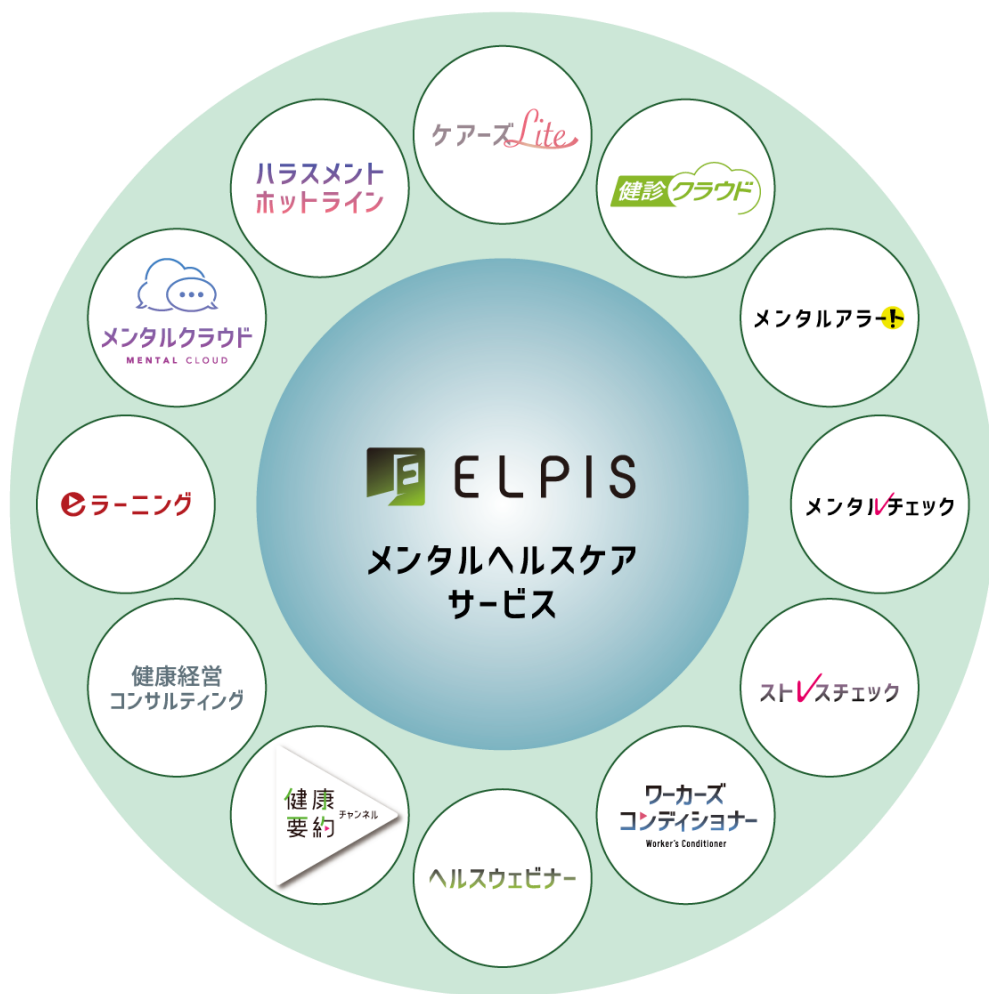 ケアーズLite
健診クラウド
メンタルアラート
メンタルチェック
ストレスチェック
ワーカーズ
コンディショナー
Worker's Conditioner
ヘルスウェビナー
健康
要約
チャンネル
健康経営
コンサルティング
eラーニング
メンタルクラウド
MENTAL CLOUD
ハラスメント
ホットライン
ELPIS
メンタルヘルスケア
サービス